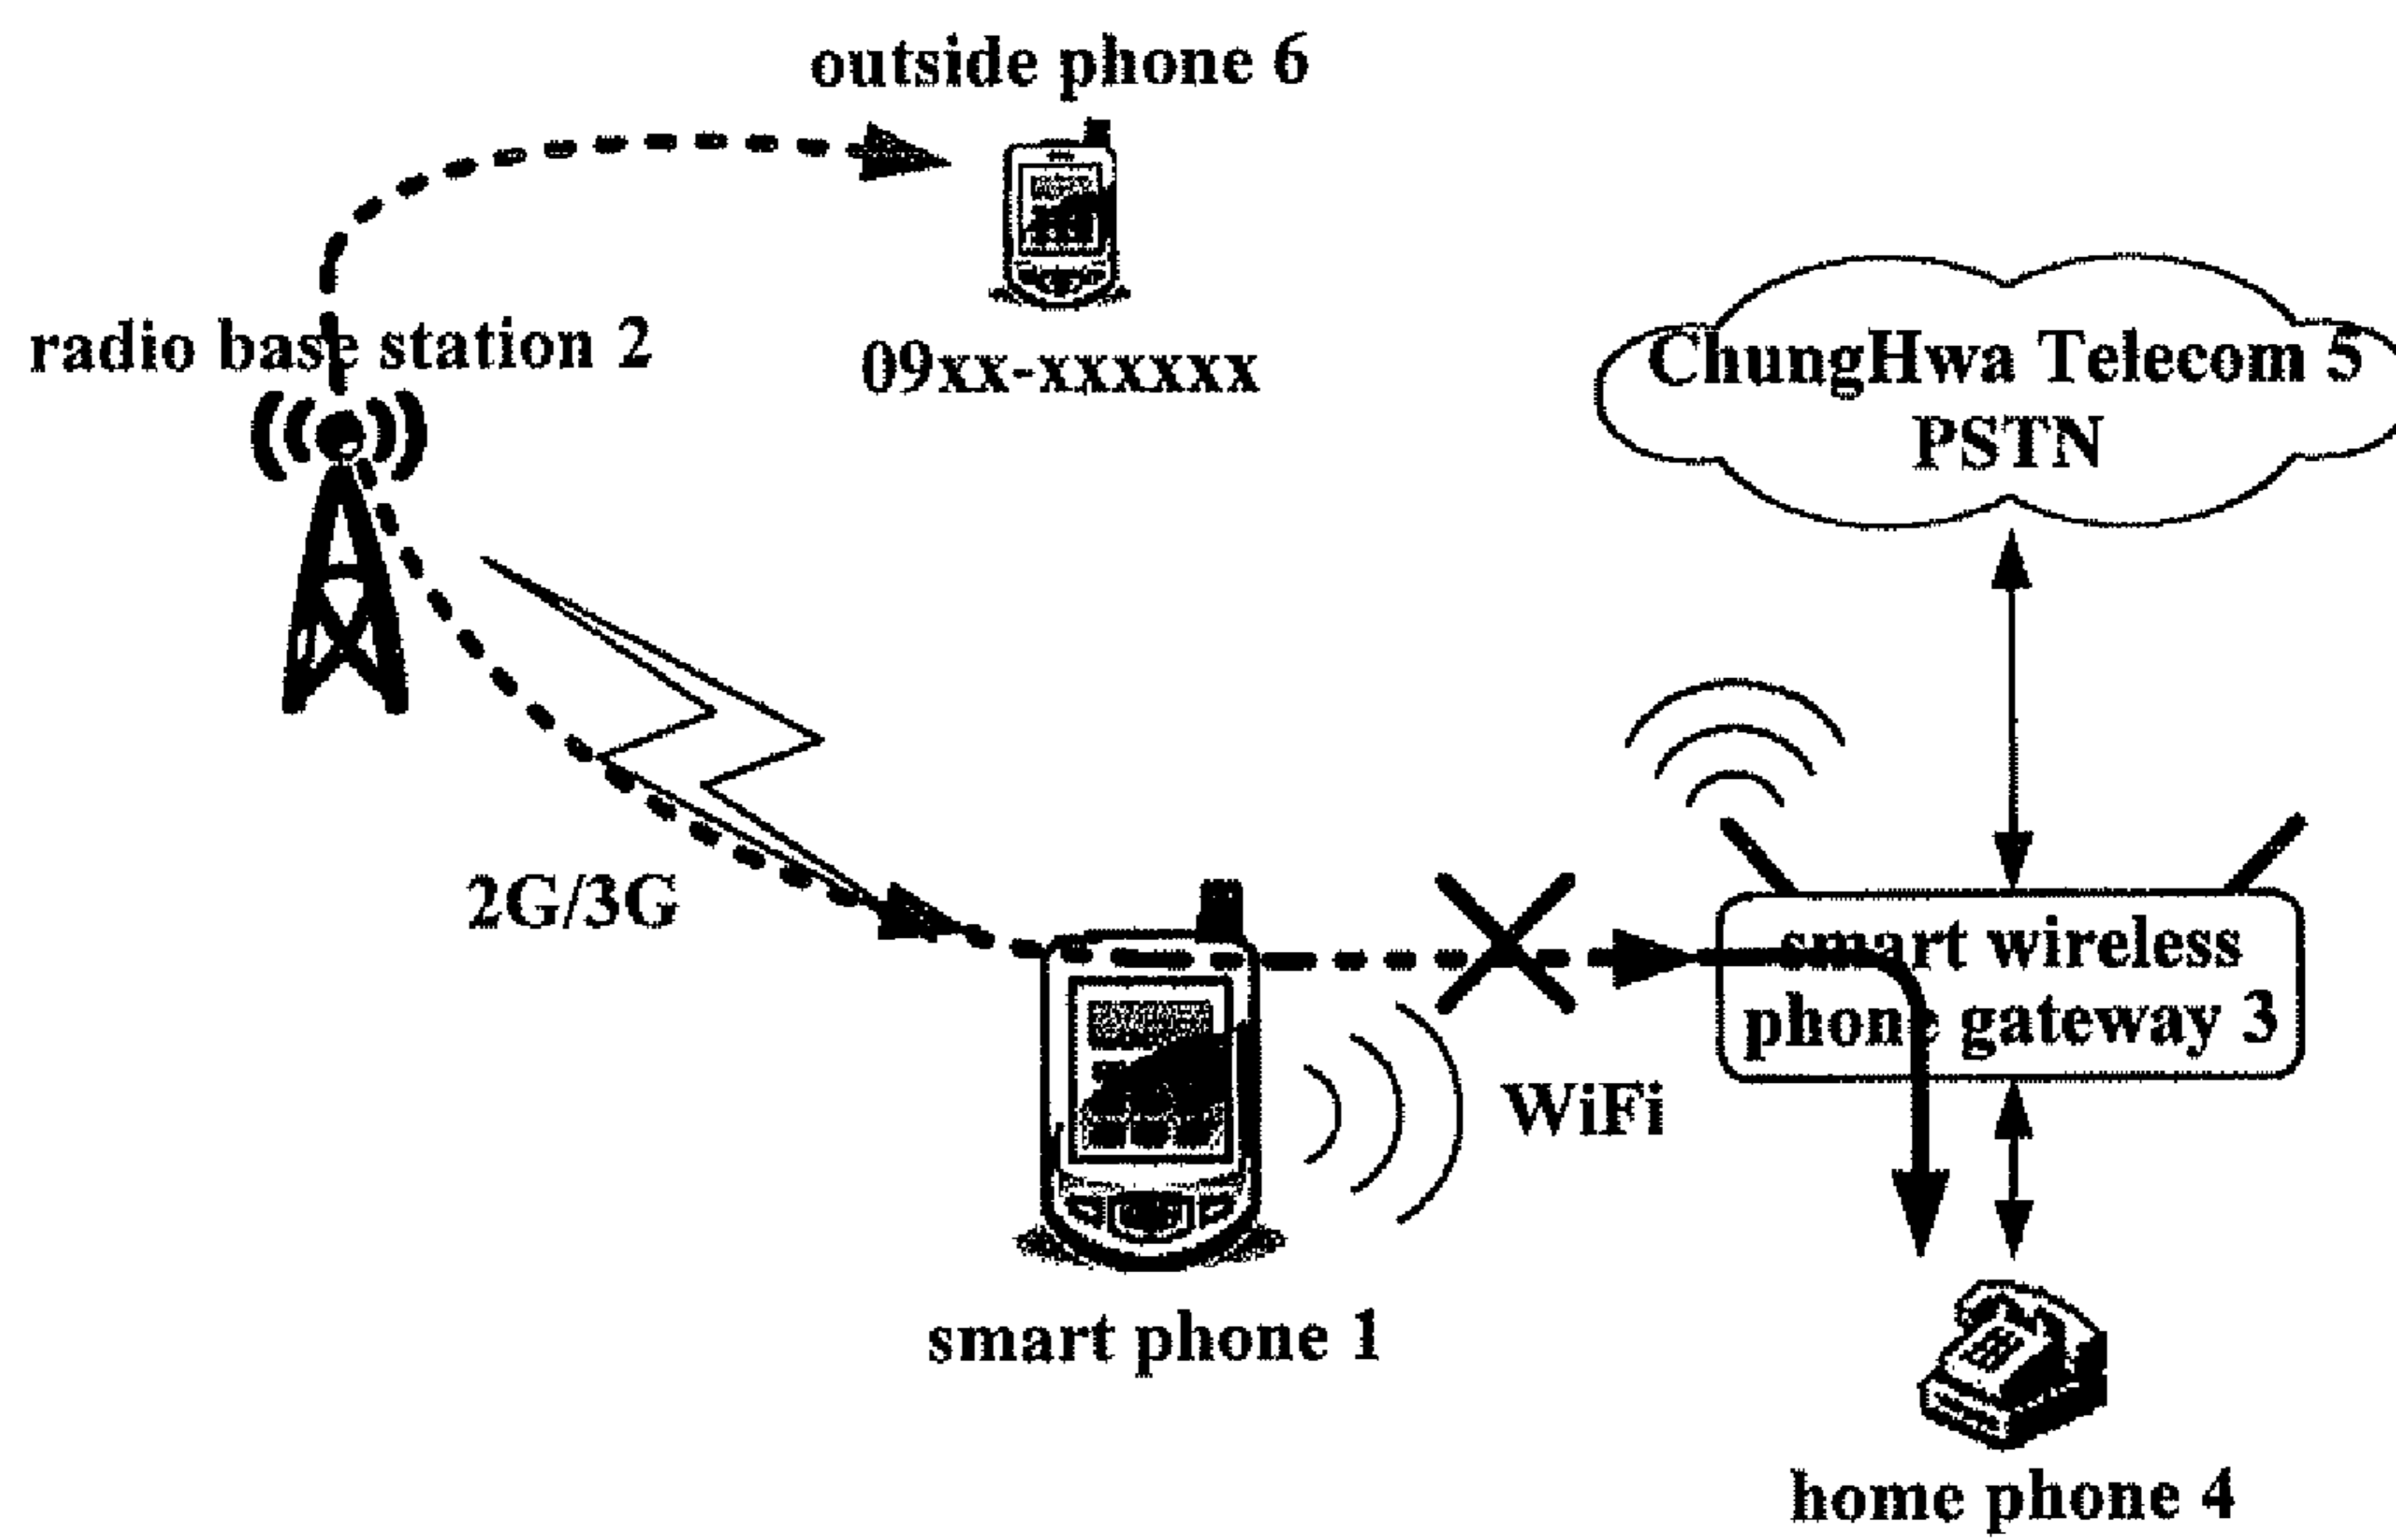 outside phone 6
09xx-xxxxxx
radio base station 2
ChungHwa Telecom 5
PSTN
2G/3G
smart wireless
phone gateway 3
WiFi
smart phone 1
home phone 4